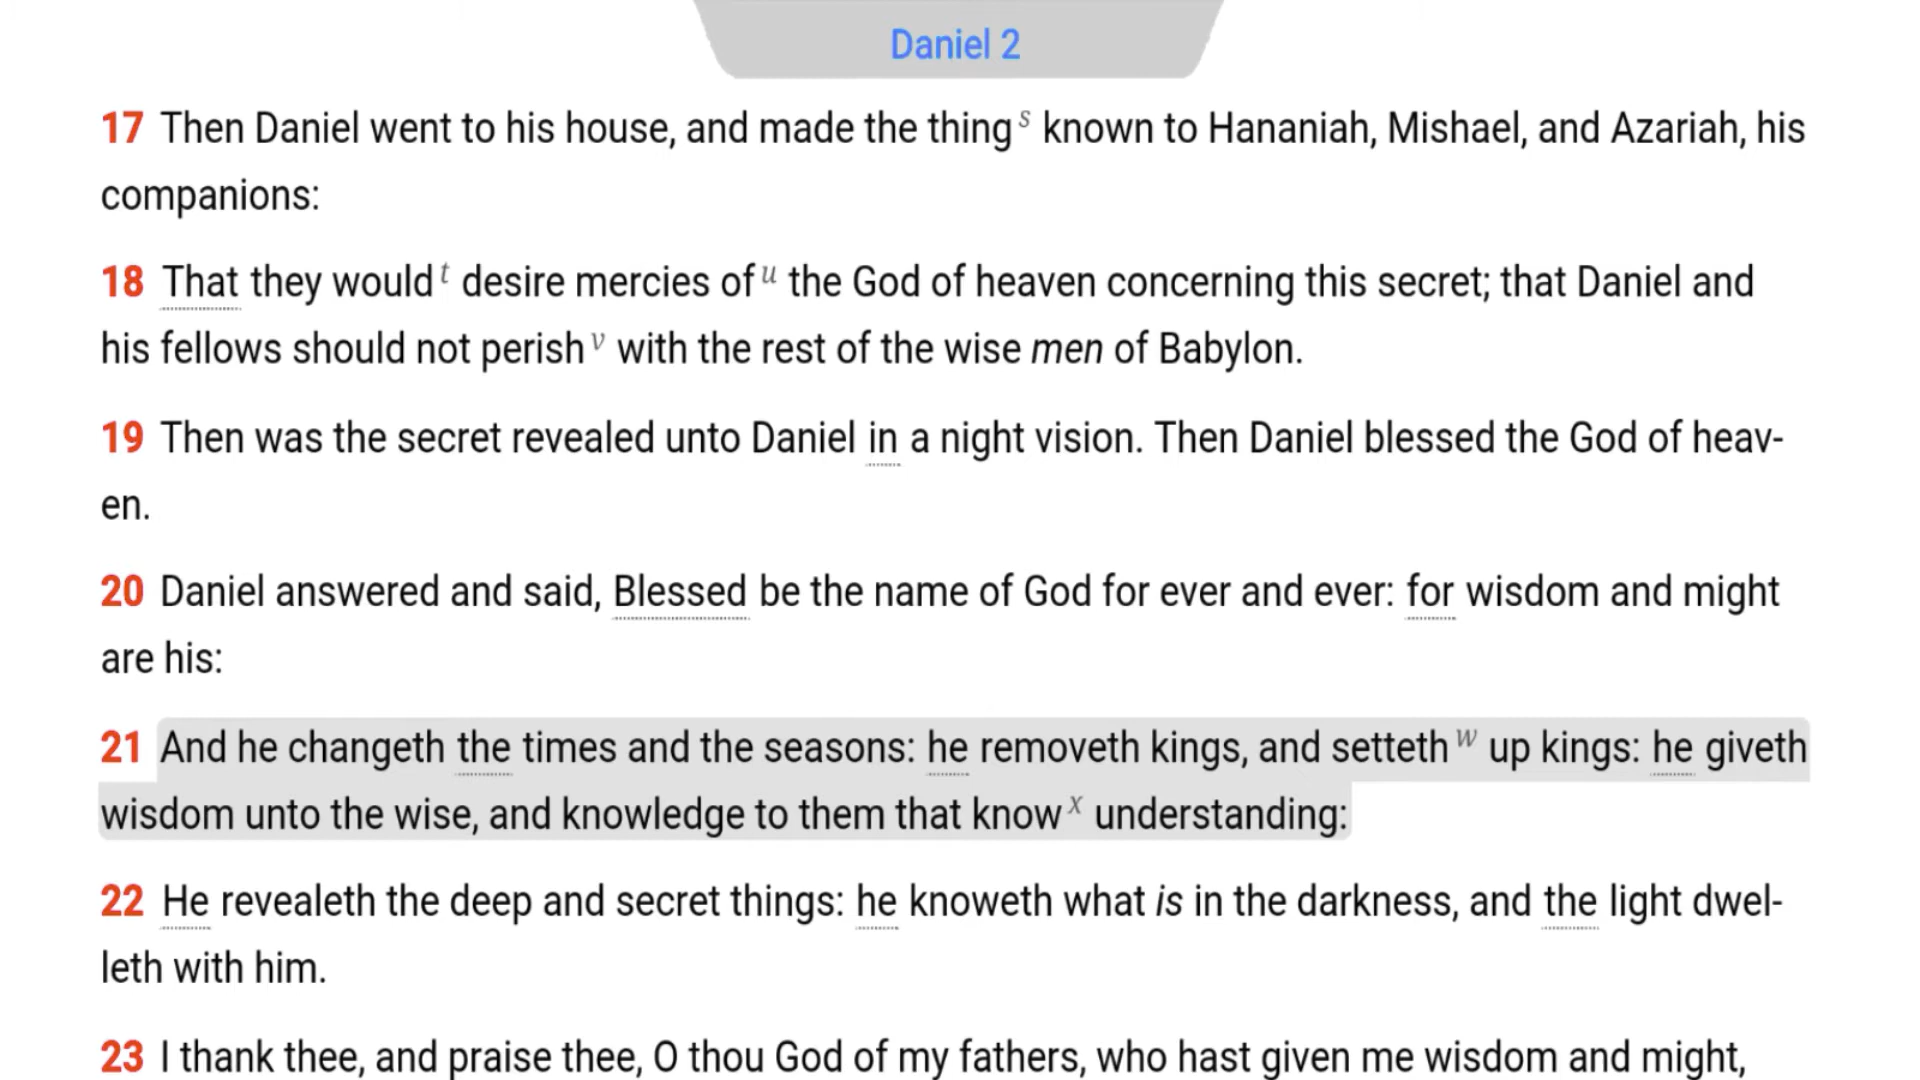 Daniel 2
17 Then Daniel went to his house, and made the thing s known to Hananiah, Mishael, and Azariah, his
companions:
18 That they would t desire mercies of u the God of heaven concerning this secret; that Daniel and
his fellows should not perish v with the rest of the wise men of Babylon.
19 Then was the secret revealed unto Daniel in a night vision. Then Daniel blessed the God of heav-
en.
20 Daniel answered and said, Blessed be the name of God for ever and ever: for wisdom and might
are his:
21 And he changeth the times and the seasons: he removeth kings, and setteth w up kings: he giveth
wisdom unto the wise, and knowledge to them that know x understanding:
22 He revealeth the deep and secret things: he knoweth what is in the darkness, and the light dwel-
leth with him.
23 I thank thee, and praise thee, O thou God of my fathers, who hast given me wisdom and might,